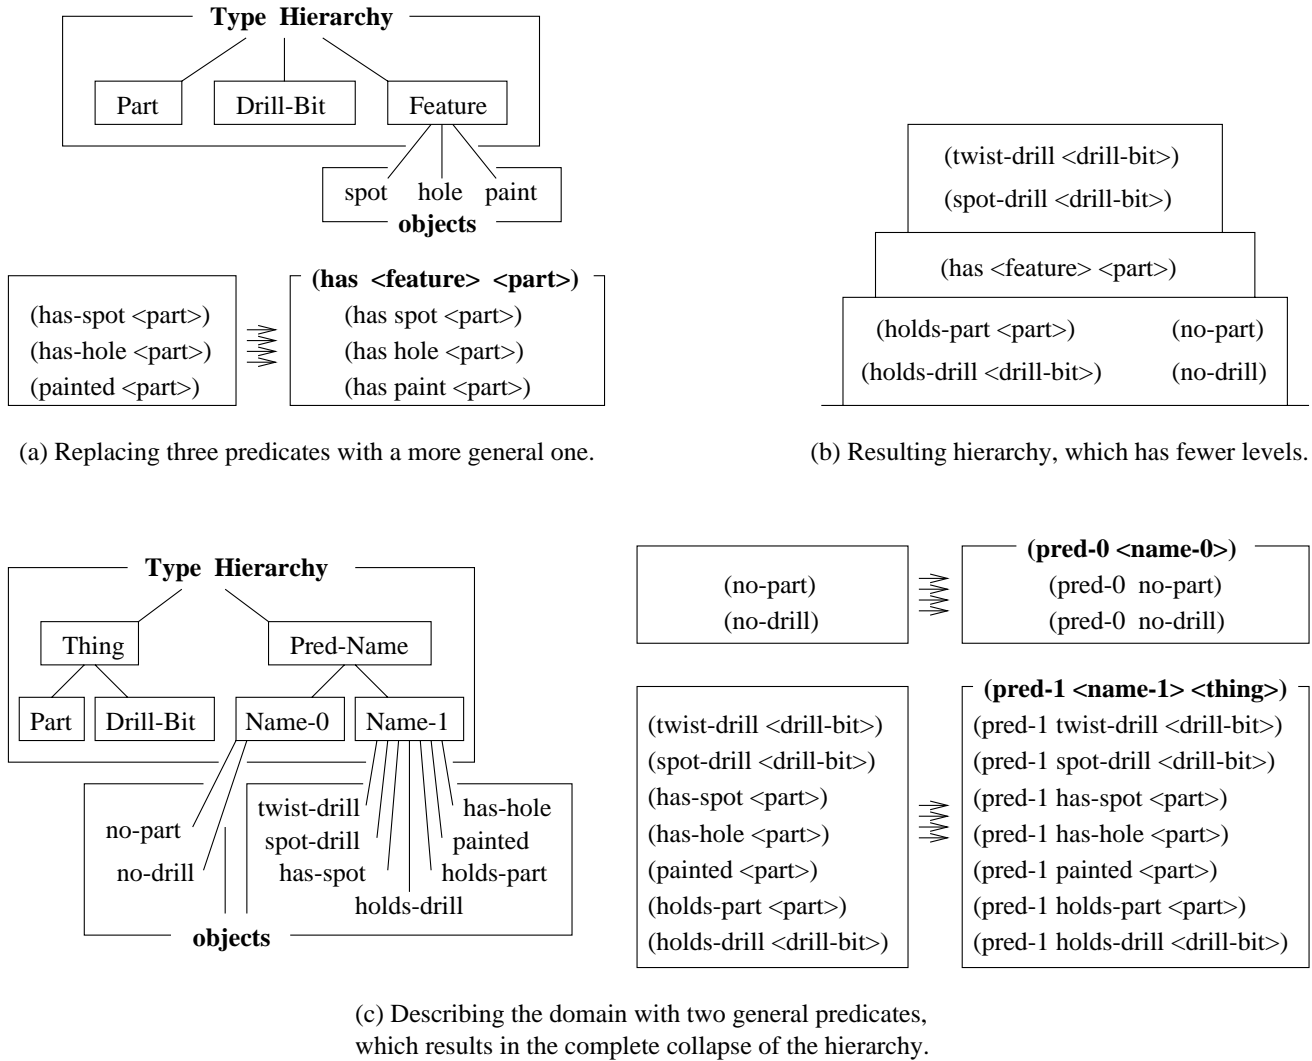 Type Hierarchy
Part Drill-Bit Feature
spot hole paint
objects
(has-spot <part>)
(has-hole <part>)
(painted <part>)
(has <feature> <part>)
(has spot <part>)
(has hole <part>)
(has paint <part>)
(a) Replacing three predicates with a more general one.
(twist-drill <drill-bit>)
(spot-drill <drill-bit>)
(has <feature> <part>)
(holds-part <part>) (no-part)
(holds-drill <drill-bit>) (no-drill)
(b) Resulting hierarchy, which has fewer levels.
Type Hierarchy
Thing Pred-Name
Part Drill-Bit Name-0 Name-1
no-part
no-drill
twist-drill
spot-drill
has-spot
holds-drill
has-hole
painted
holds-part
objects
(no-part)
(no-drill)
(pred-0 <name-0>)
(pred-0 no-part)
(pred-0 no-drill)
(twist-drill <drill-bit>)
(spot-drill <drill-bit>)
(has-spot <part>)
(has-hole <part>)
(painted <part>)
(holds-part <part>)
(holds-drill <drill-bit>)
(pred-1 <name-1> <thing>)
(pred-1 twist-drill <drill-bit>)
(pred-1 spot-drill <drill-bit>)
(pred-1 has-spot <part>)
(pred-1 has-hole <part>)
(pred-1 painted <part>)
(pred-1 holds-part <part>)
(pred-1 holds-drill <drill-bit>)
(c) Describing the domain with two general predicates,
which results in the complete collapse of the hierarchy.